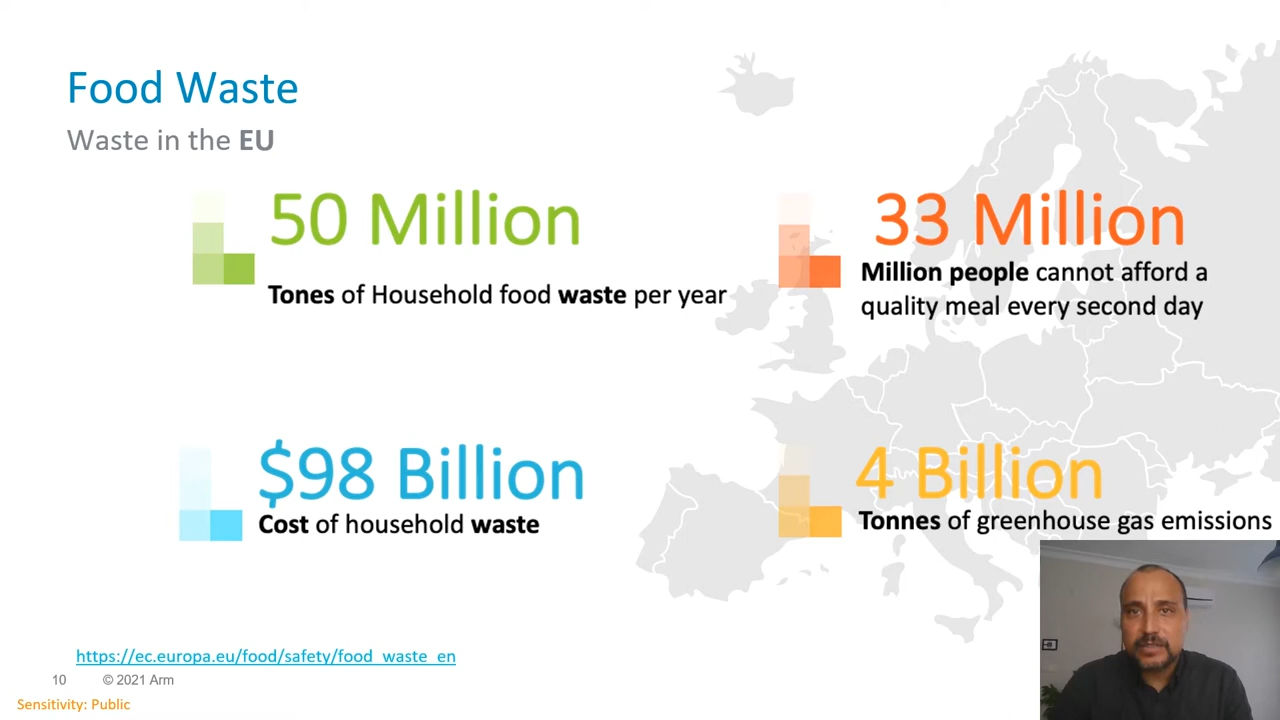 Food Waste
Waste in the EU
50 Million
Tones of Household food waste per year
33 Million
Million people cannot afford a
quality meal every second day
$98 Billion
Cost of household waste
4 Billion
Tonnes of greenhouse gas emissions
https://ec.europa.eu/food/safety/food_waste_en
10 © 2021 Arm
Sensitivity: Public